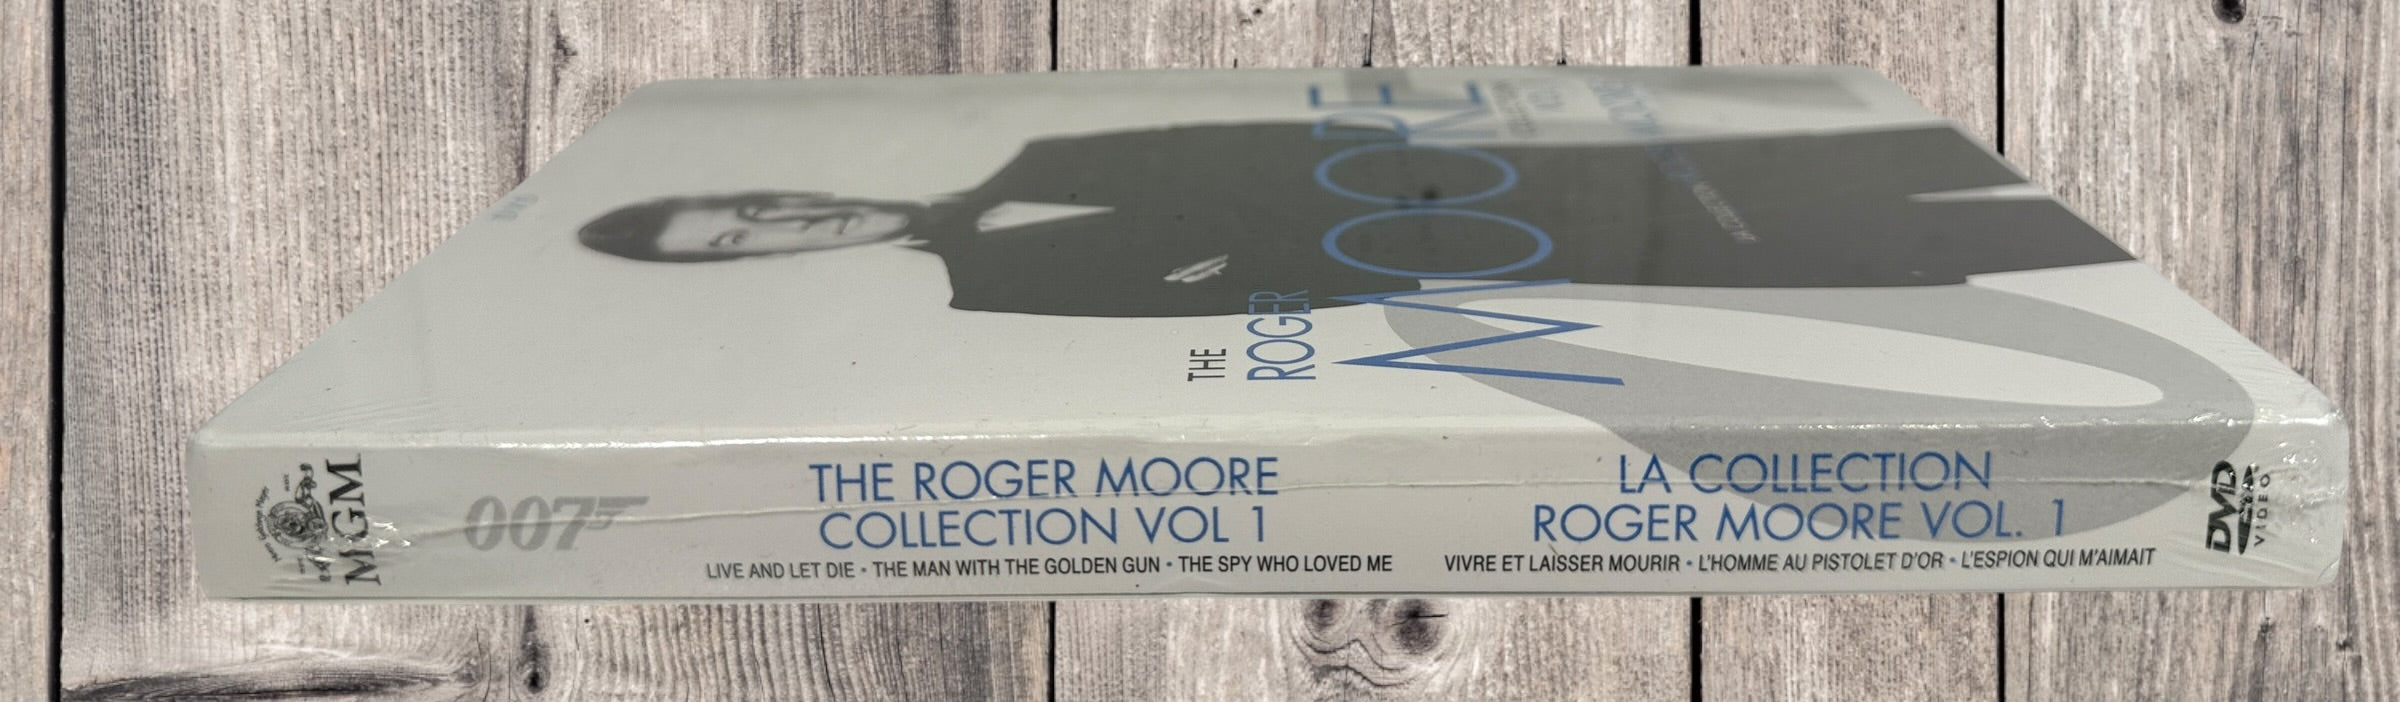 THE
ROGER
MOORE
COLLECTION
MGM
007
THE ROGER MOORE
COLLECTION VOL 1
LIVE AND LET DIE • THE MAN WITH THE GOLDEN GUN • THE SPY WHO LOVED ME
LA COLLECTION
ROGER MOORE VOL. 1
VIVRE ET LAISSER MOURIR • L'HOMME AU PISTOLET D'OR • L'ESPION QUI M'AIMAIT
DVD
VIDEO